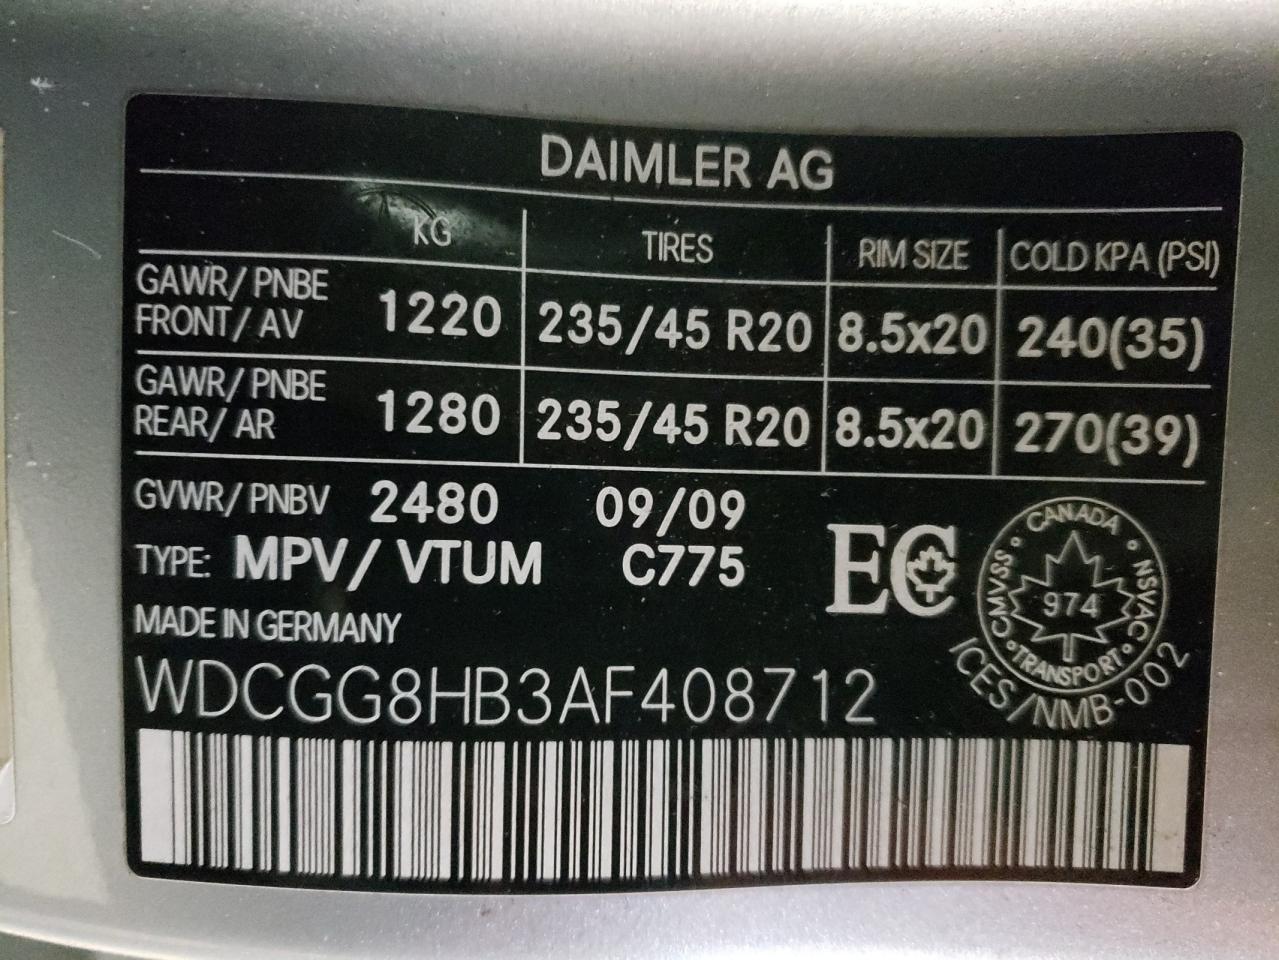 DAIMLER AG
KG TIRES RIM SIZE COLD KPA (PSI)
GAWR/ PNBE
FRONT/ AV 1220 235/45 R20 8.5x20 240(35)
GAWR/ PNBE
REAR/ AR 1280 235/45 R20 8.5x20 270(39)
GVWR/ PNBV 2480 09/09
TYPE: MPV/ VTUM C775
EC
CANADA
CMVSS • NSVAC
974
TRANSPORT
ICES/NMB-002
MADE IN GERMANY
WDCGG8HB3AF408712